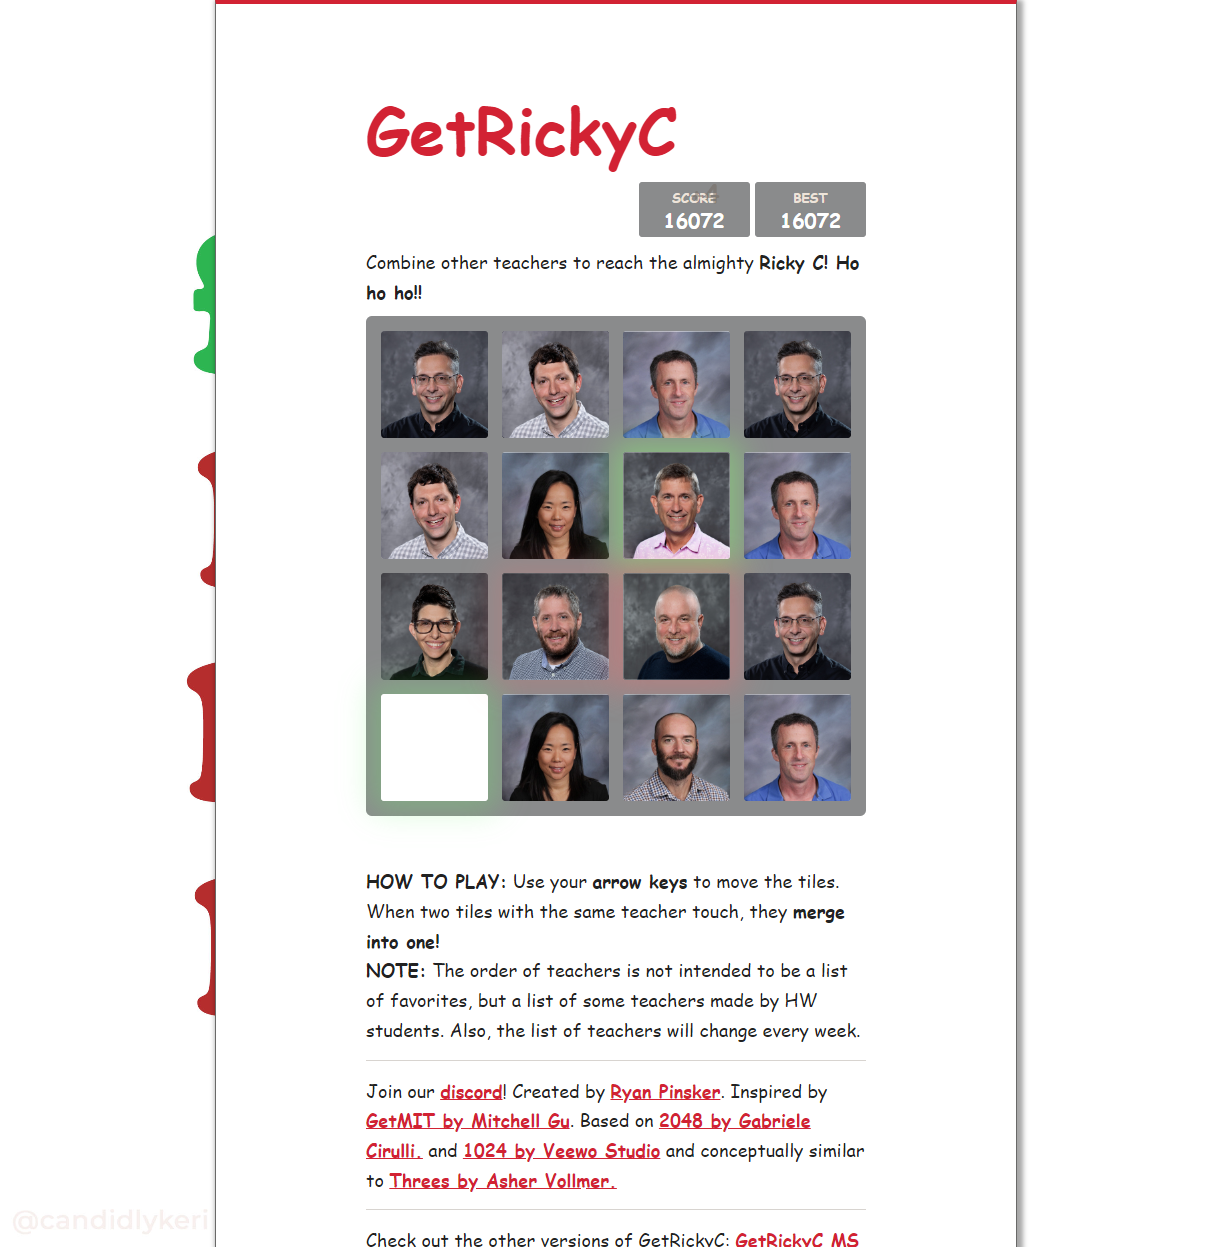 GetRickyC
SCORE
BEST
16072
16072
Combine other teachers to reach the almighty Ricky C! Ho
ho ho!!
HOW TO PLAY: Use your arrow keys to move the tiles.
When two tiles with the same teacher touch, they merge
into one!
NOTE: The order of teachers is not intended to be a list
of favorites, but a list of some teachers made by HW
students. Also, the list of teachers will change every week.
Join our discord! Created by Ryan Pinsker. Inspired by
GetMIT by Mitchell Gu. Based on 2048 by Gabriele
Cirulli. and 1024 by Veewo Studio and conceptually similar
to Threes by Asher Vollmer.
@candidlykeri
Check out the other versions of GetRickyC: GetRickyC MS